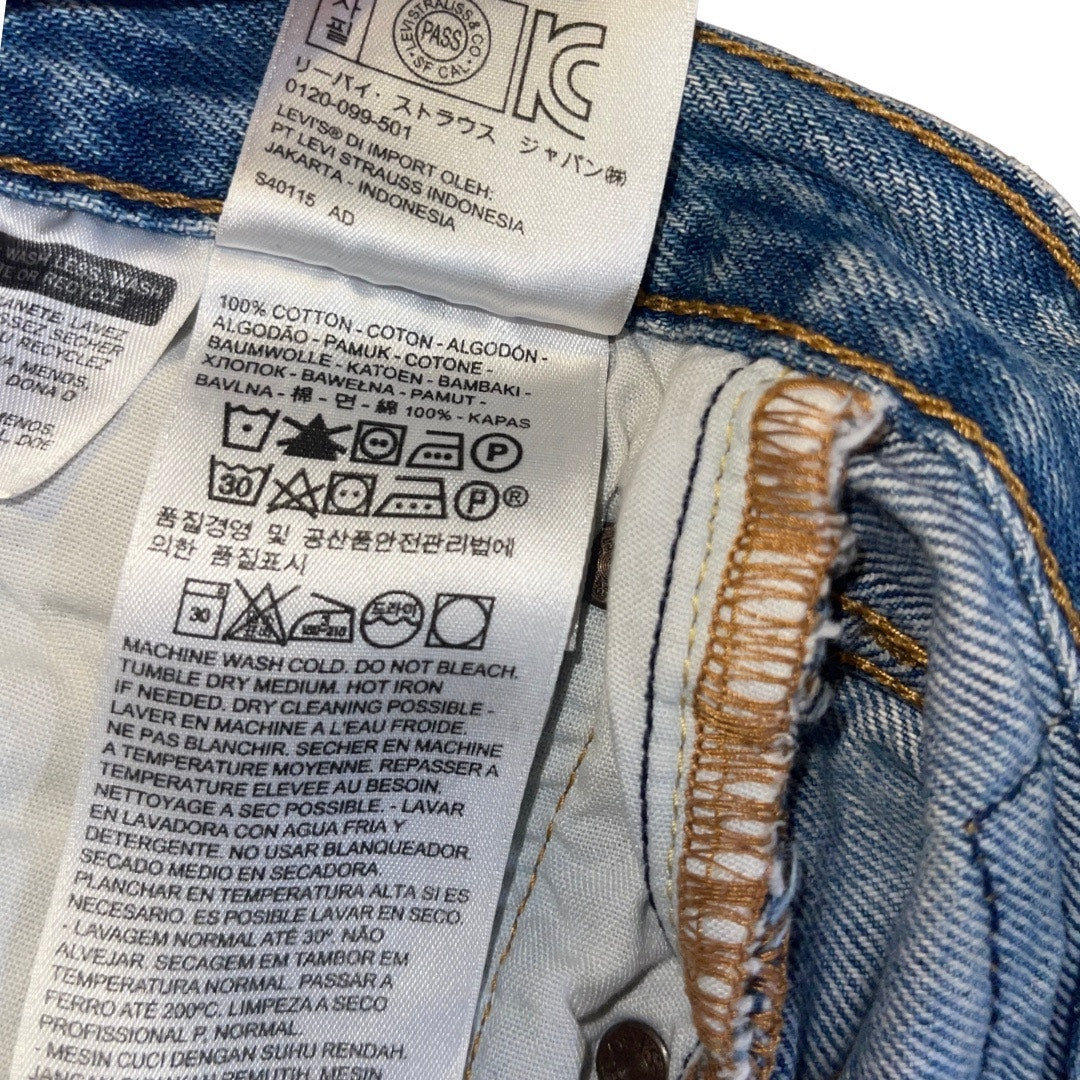 사
필
LEVI STRAUSS & CO
PASS
SF CAL.
リーバイ・ストラウス ジャパン㈱
0120-099-501
LEVI'S® DI IMPORT OLEH:
PT LEVI STRAUSS INDONESIA
JAKARTA - INDONESIA
S40115 AD
WASH LESS, WASH
OR RECYCLE
LAVEZ
SSEZ SECHER
U RECYCLEZ
A MENOS,
DONA O
MENOS,
L, DOE
100% COTTON - COTON - ALGODÓN -
ALGODÃO - PAMUK - COTONE -
BAUMWOLLE - KATOEN - BAMBAKI -
ХЛОПОК - BAWEŁNA - PAMUT -
BAVLNA - 棉 - 면 - 綿 100% - KAPAS
P
30 P ®
품질경영 및 공산품안전관리법에
의한 품질표시
30 드라이
MACHINE WASH COLD. DO NOT BLEACH.
TUMBLE DRY MEDIUM. HOT IRON
IF NEEDED. DRY CLEANING POSSIBLE -
LAVER EN MACHINE A L'EAU FROIDE.
NE PAS BLANCHIR. SECHER EN MACHINE
A TEMPERATURE MOYENNE. REPASSER A
TEMPERATURE ELEVEE AU BESOIN.
NETTOYAGE A SEC POSSIBLE. - LAVAR
EN LAVADORA CON AGUA FRIA Y
DETERGENTE. NO USAR BLANQUEADOR.
SECADO MEDIO EN SECADORA.
PLANCHAR EN TEMPERATURA ALTA SI ES
NECESARIO. ES POSIBLE LAVAR EN SECO.
- LAVAGEM NORMAL ATÉ 30º. NÃO
ALVEJAR. SECAGEM EM TAMBOR EM
TEMPERATURA NORMAL. PASSAR A
FERRO ATÉ 200ºC. LIMPEZA A SECO
PROFISSIONAL P, NORMAL.
- MESIN CUCI DENGAN SUHU RENDAH.
JANGAN PEMUTIH. MESIN